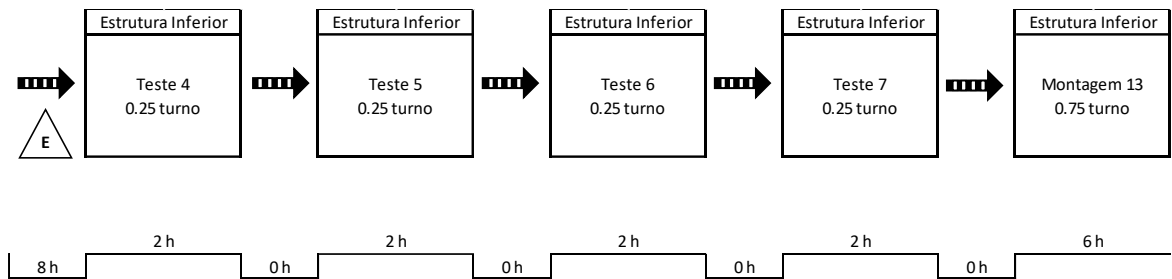 Estrutura Inferior
Teste 4
0.25 turno
Estrutura Inferior
Teste 5
0.25 turno
Estrutura Inferior
Teste 6
0.25 turno
Estrutura Inferior
Teste 7
0.25 turno
Estrutura Inferior
Montagem 13
0.75 turno
E
8 h
2 h
0 h
2 h
0 h
2 h
0 h
2 h
0 h
6 h